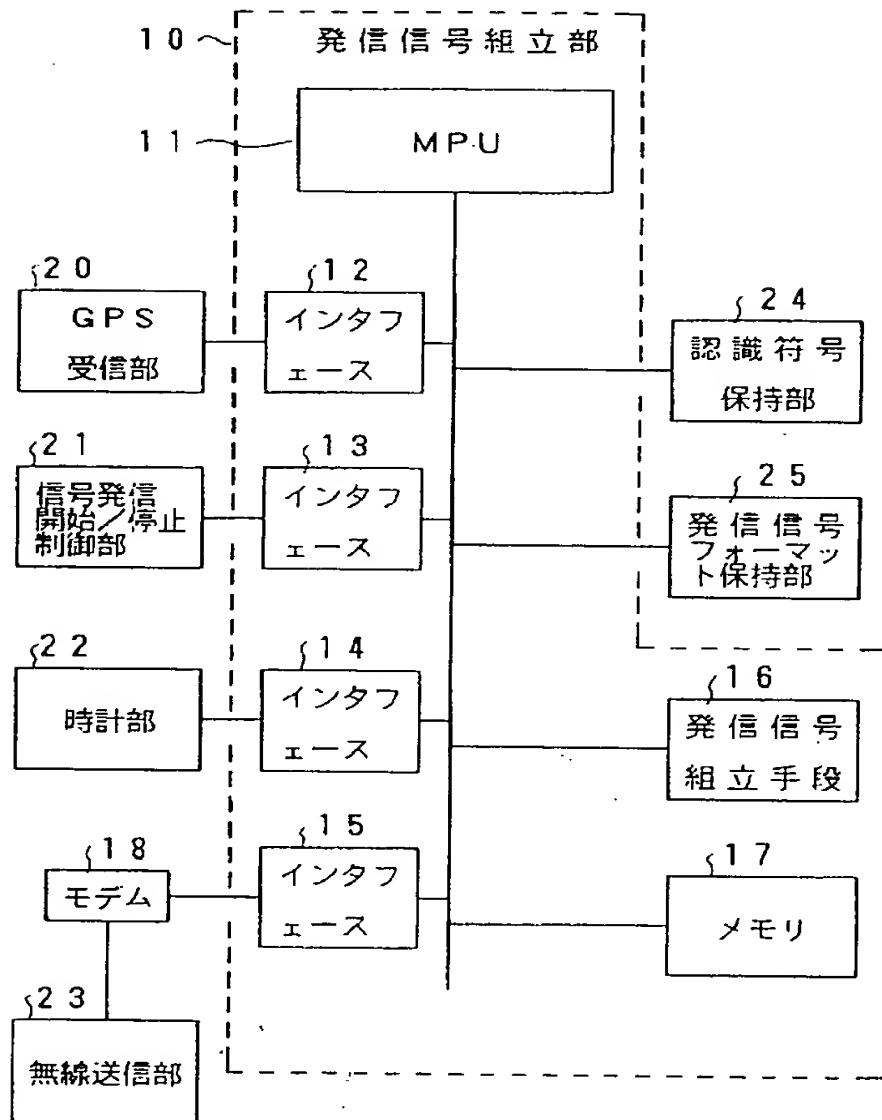 10
発信信号組立部
11
MPU
20
GPS
受信部
12
インタフ
ェース
24
認識符号
保持部
21
信号発信
開始/停止
制御部
13
インタフ
ェース
25
発信信号
フォーマッ
ト保持部
22
時計部
14
インタフ
ェース
16
発信信号
組立手段
18
モデム
15
インタフ
ェース
17
メモリ
23
無線送信部